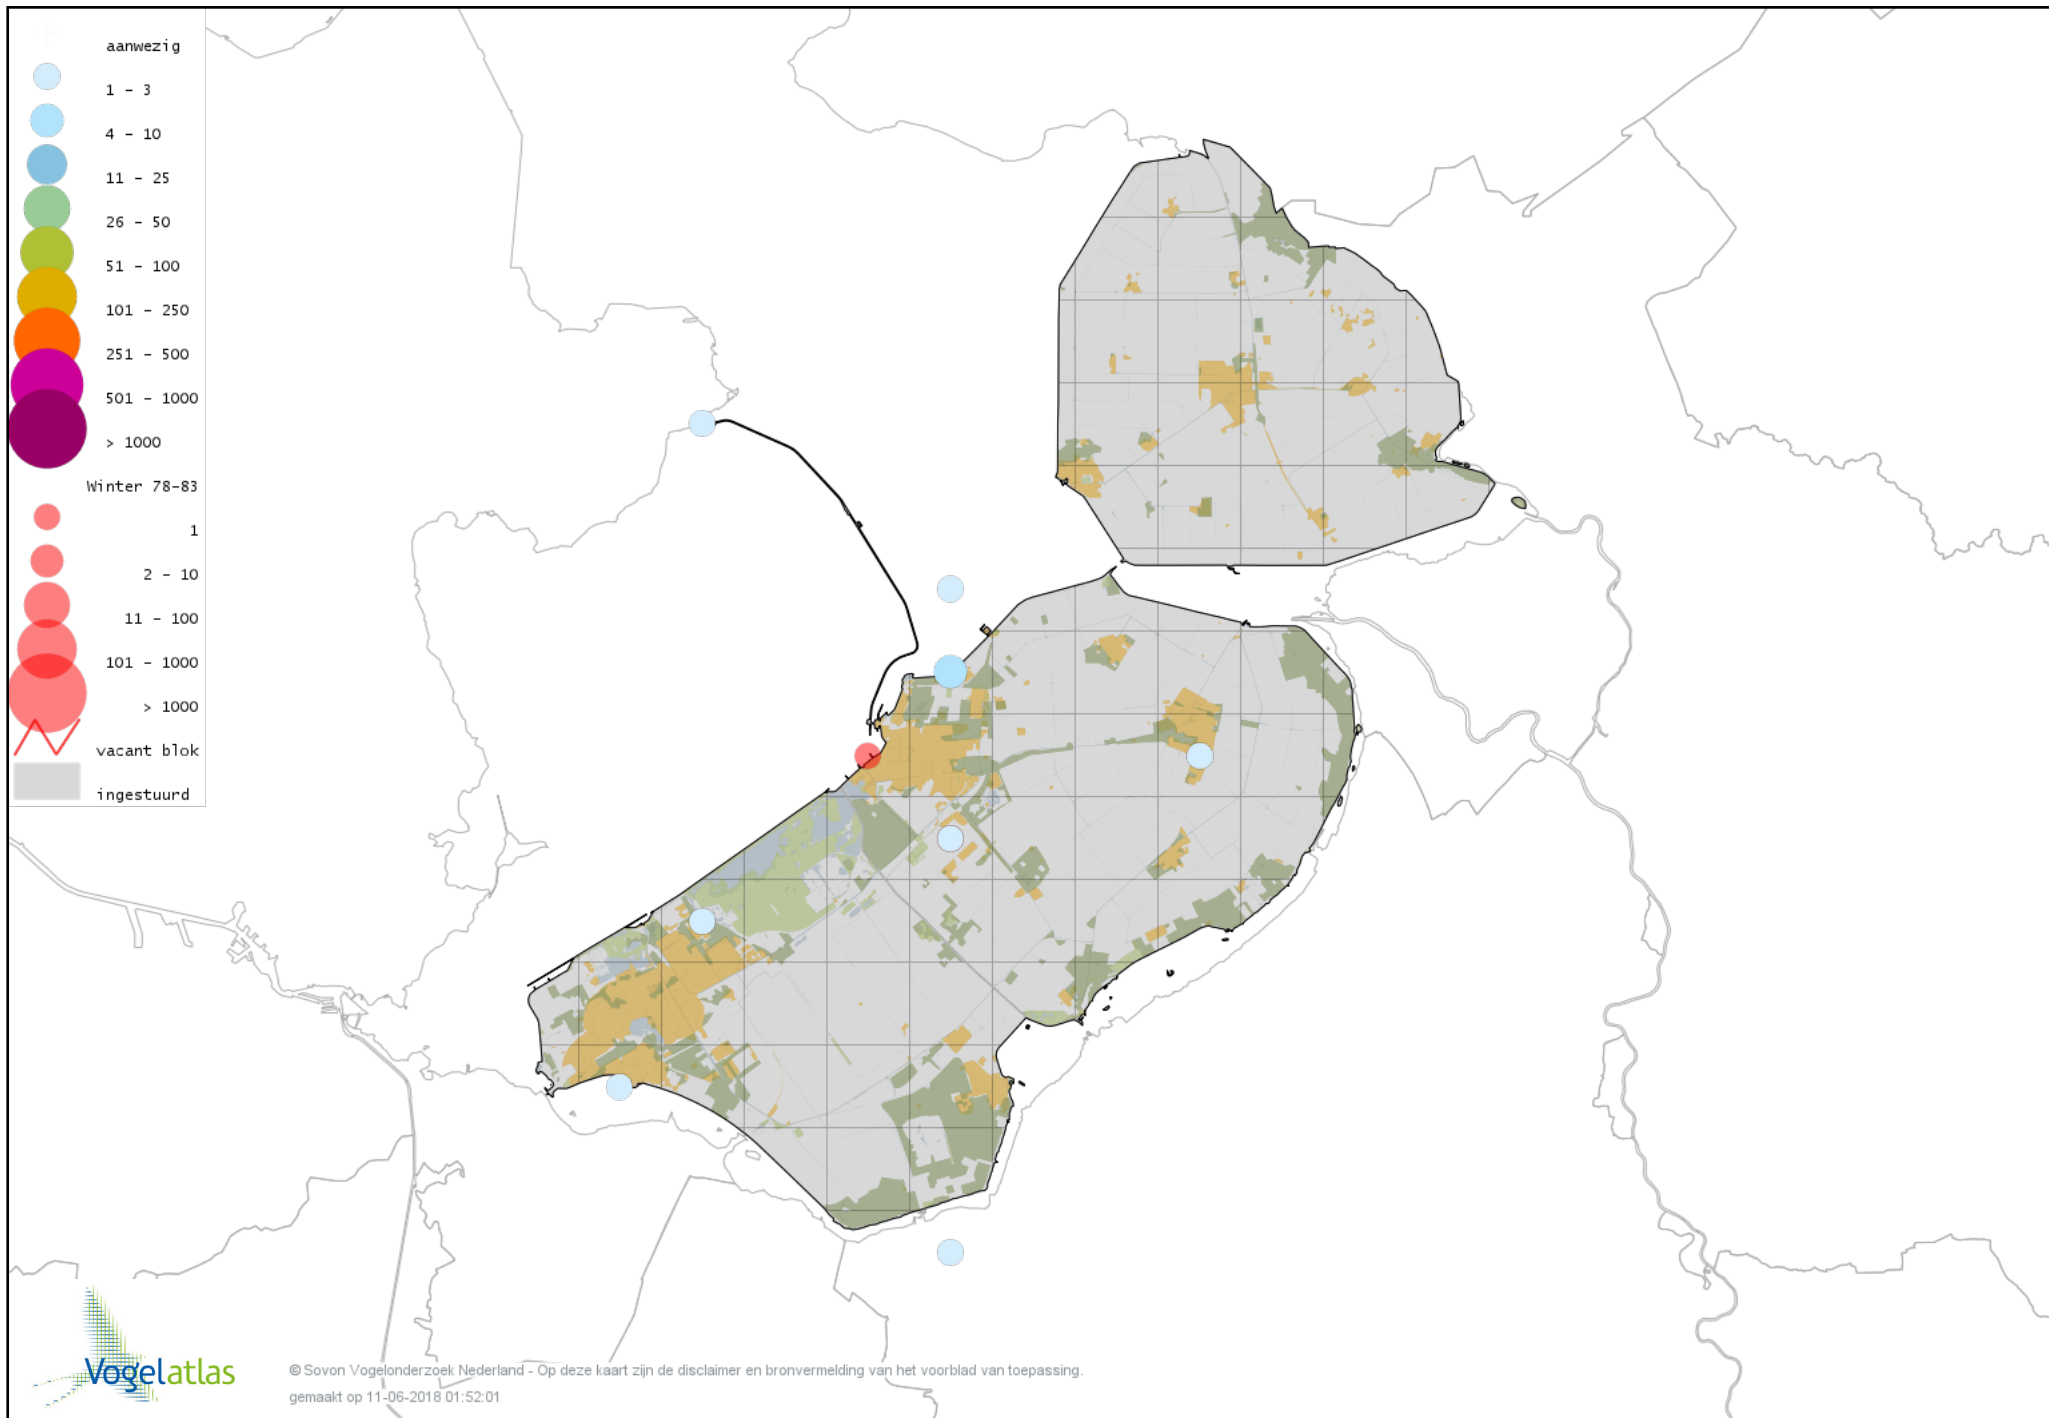 aanwezig
1 - 3
4 - 10
11 - 25
26 - 50
51 - 100
101 - 250
251 - 500
501 - 1000
> 1000
Winter 78-83
1
2 - 10
11 - 100
101 - 1000
> 1000
vacant blok
ingestuurd
Vogelatlas
© Sovon Vogelonderzoek Nederland - Op deze kaart zijn de disclaimer en bronvermelding van het voorblad van toepassing.
gemaakt op 11-06-2018 01:52:01